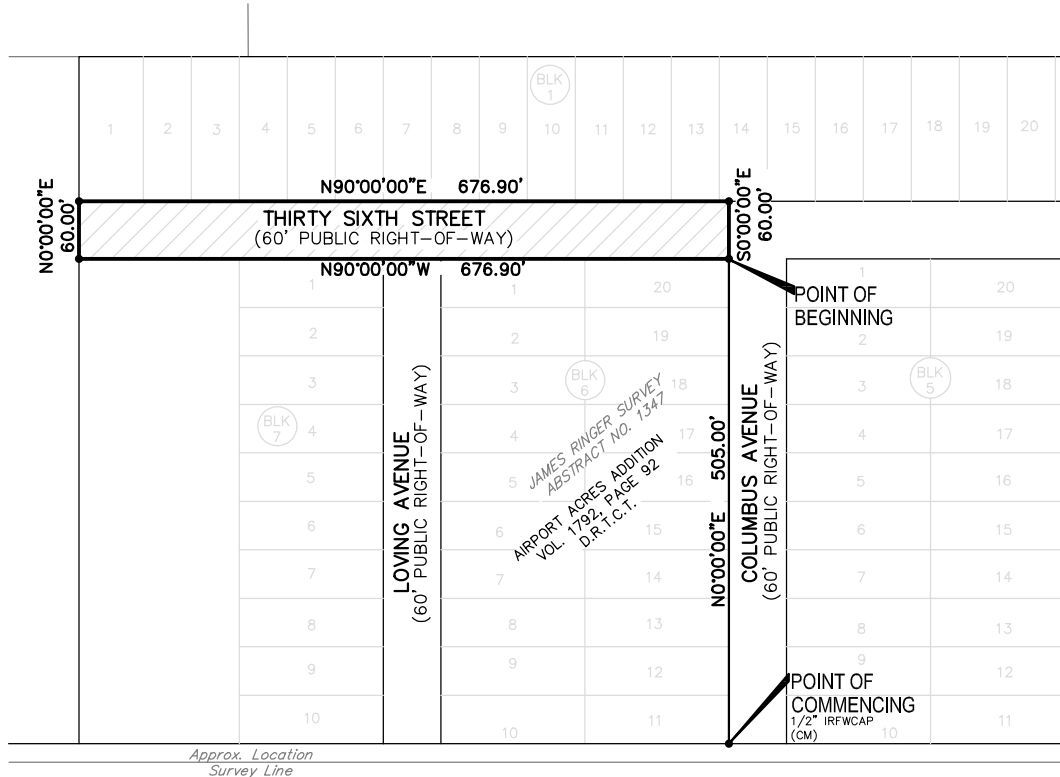 BLK
1
1
2
3
4
5
6
7
8
9
10
11
12
13
14
15
16
17
18
19
20
N90°00'00"E 676.90'
N0°00'00"E
60.00'
THIRTY SIXTH STREET
(60' PUBLIC RIGHT-OF-WAY)
S0°00'00"E
60.00'
N90°00'00"W 676.90'
POINT OF
BEGINNING
1
2
3
4
5
6
7
8
9
10
BLK
7
LOVING AVENUE
(60' PUBLIC RIGHT-OF-WAY)
1
2
3
4
5
6
7
8
9
10
BLK
6
20
19
18
17
16
15
14
13
12
11
JAMES RINGER SURVEY
ABSTRACT NO. 1347
AIRPORT ACRES ADDITION
VOL. 1792, PAGE 92
D.R.T.C.T.
N0°00'00"E 505.00'
COLUMBUS AVENUE
(60' PUBLIC RIGHT-OF-WAY)
1
2
3
4
5
6
7
8
9
10
BLK
5
20
18
17
16
15
14
13
12
11
POINT OF
COMMENCING
1/2" IRFWCAP
(CM)
Approx. Location
Survey Line